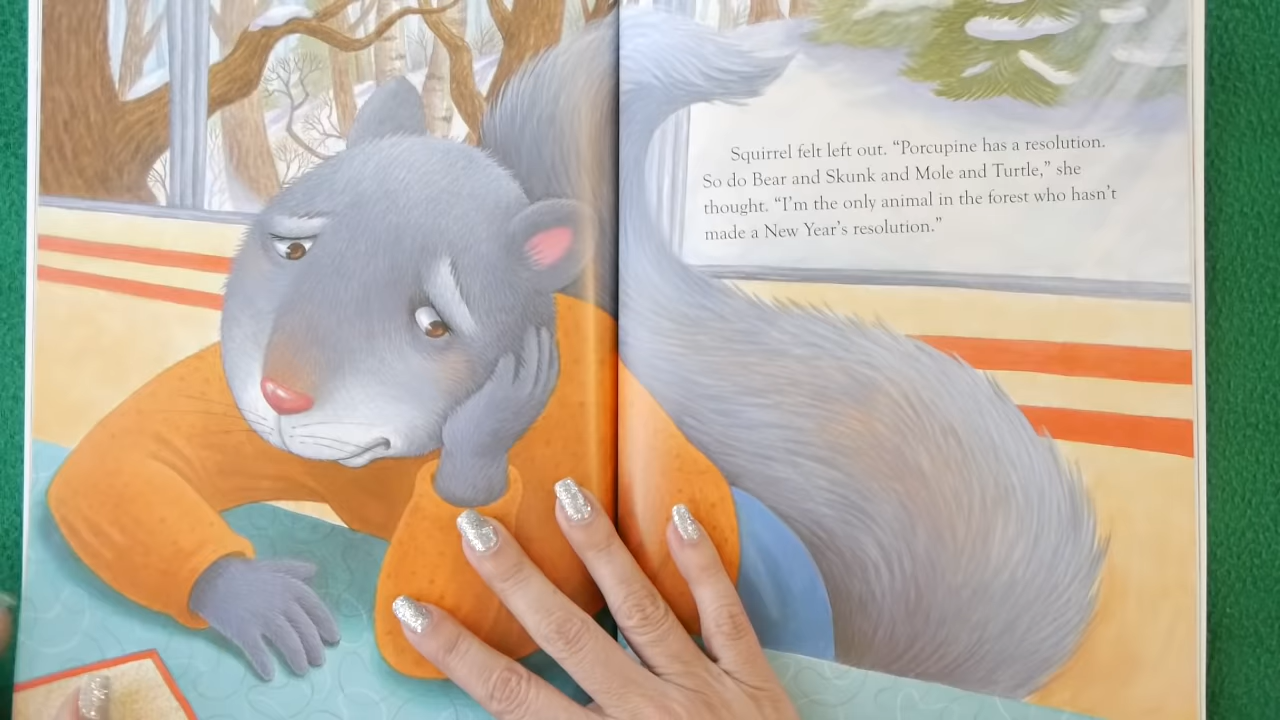 Squirrel felt left out. “Porcupine has a resolution.
So do Bear and Skunk and Mole and Turtle,” she
thought. “I’m the only animal in the forest who hasn’t
made a New Year’s resolution.”